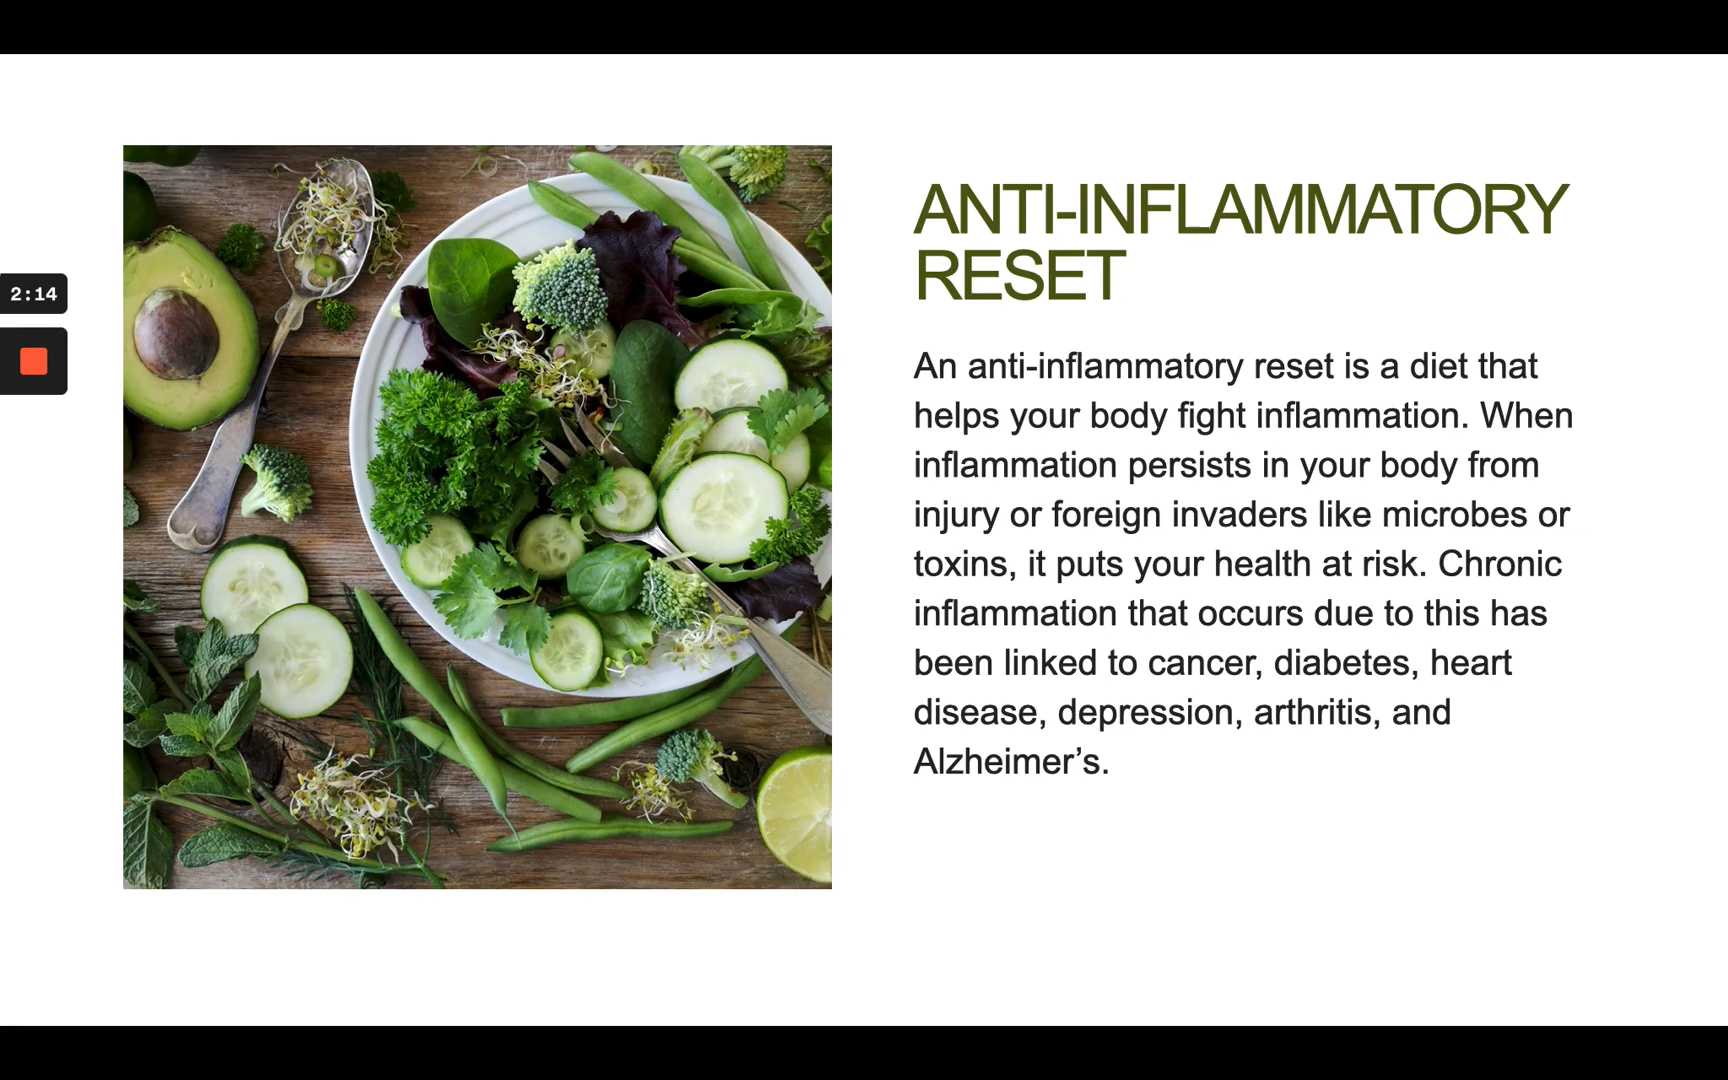 2:14
ANTI-INFLAMMATORY
RESET
An anti-inflammatory reset is a diet that
helps your body fight inflammation. When
inflammation persists in your body from
injury or foreign invaders like microbes or
toxins, it puts your health at risk. Chronic
inflammation that occurs due to this has
been linked to cancer, diabetes, heart
disease, depression, arthritis, and
Alzheimer’s.